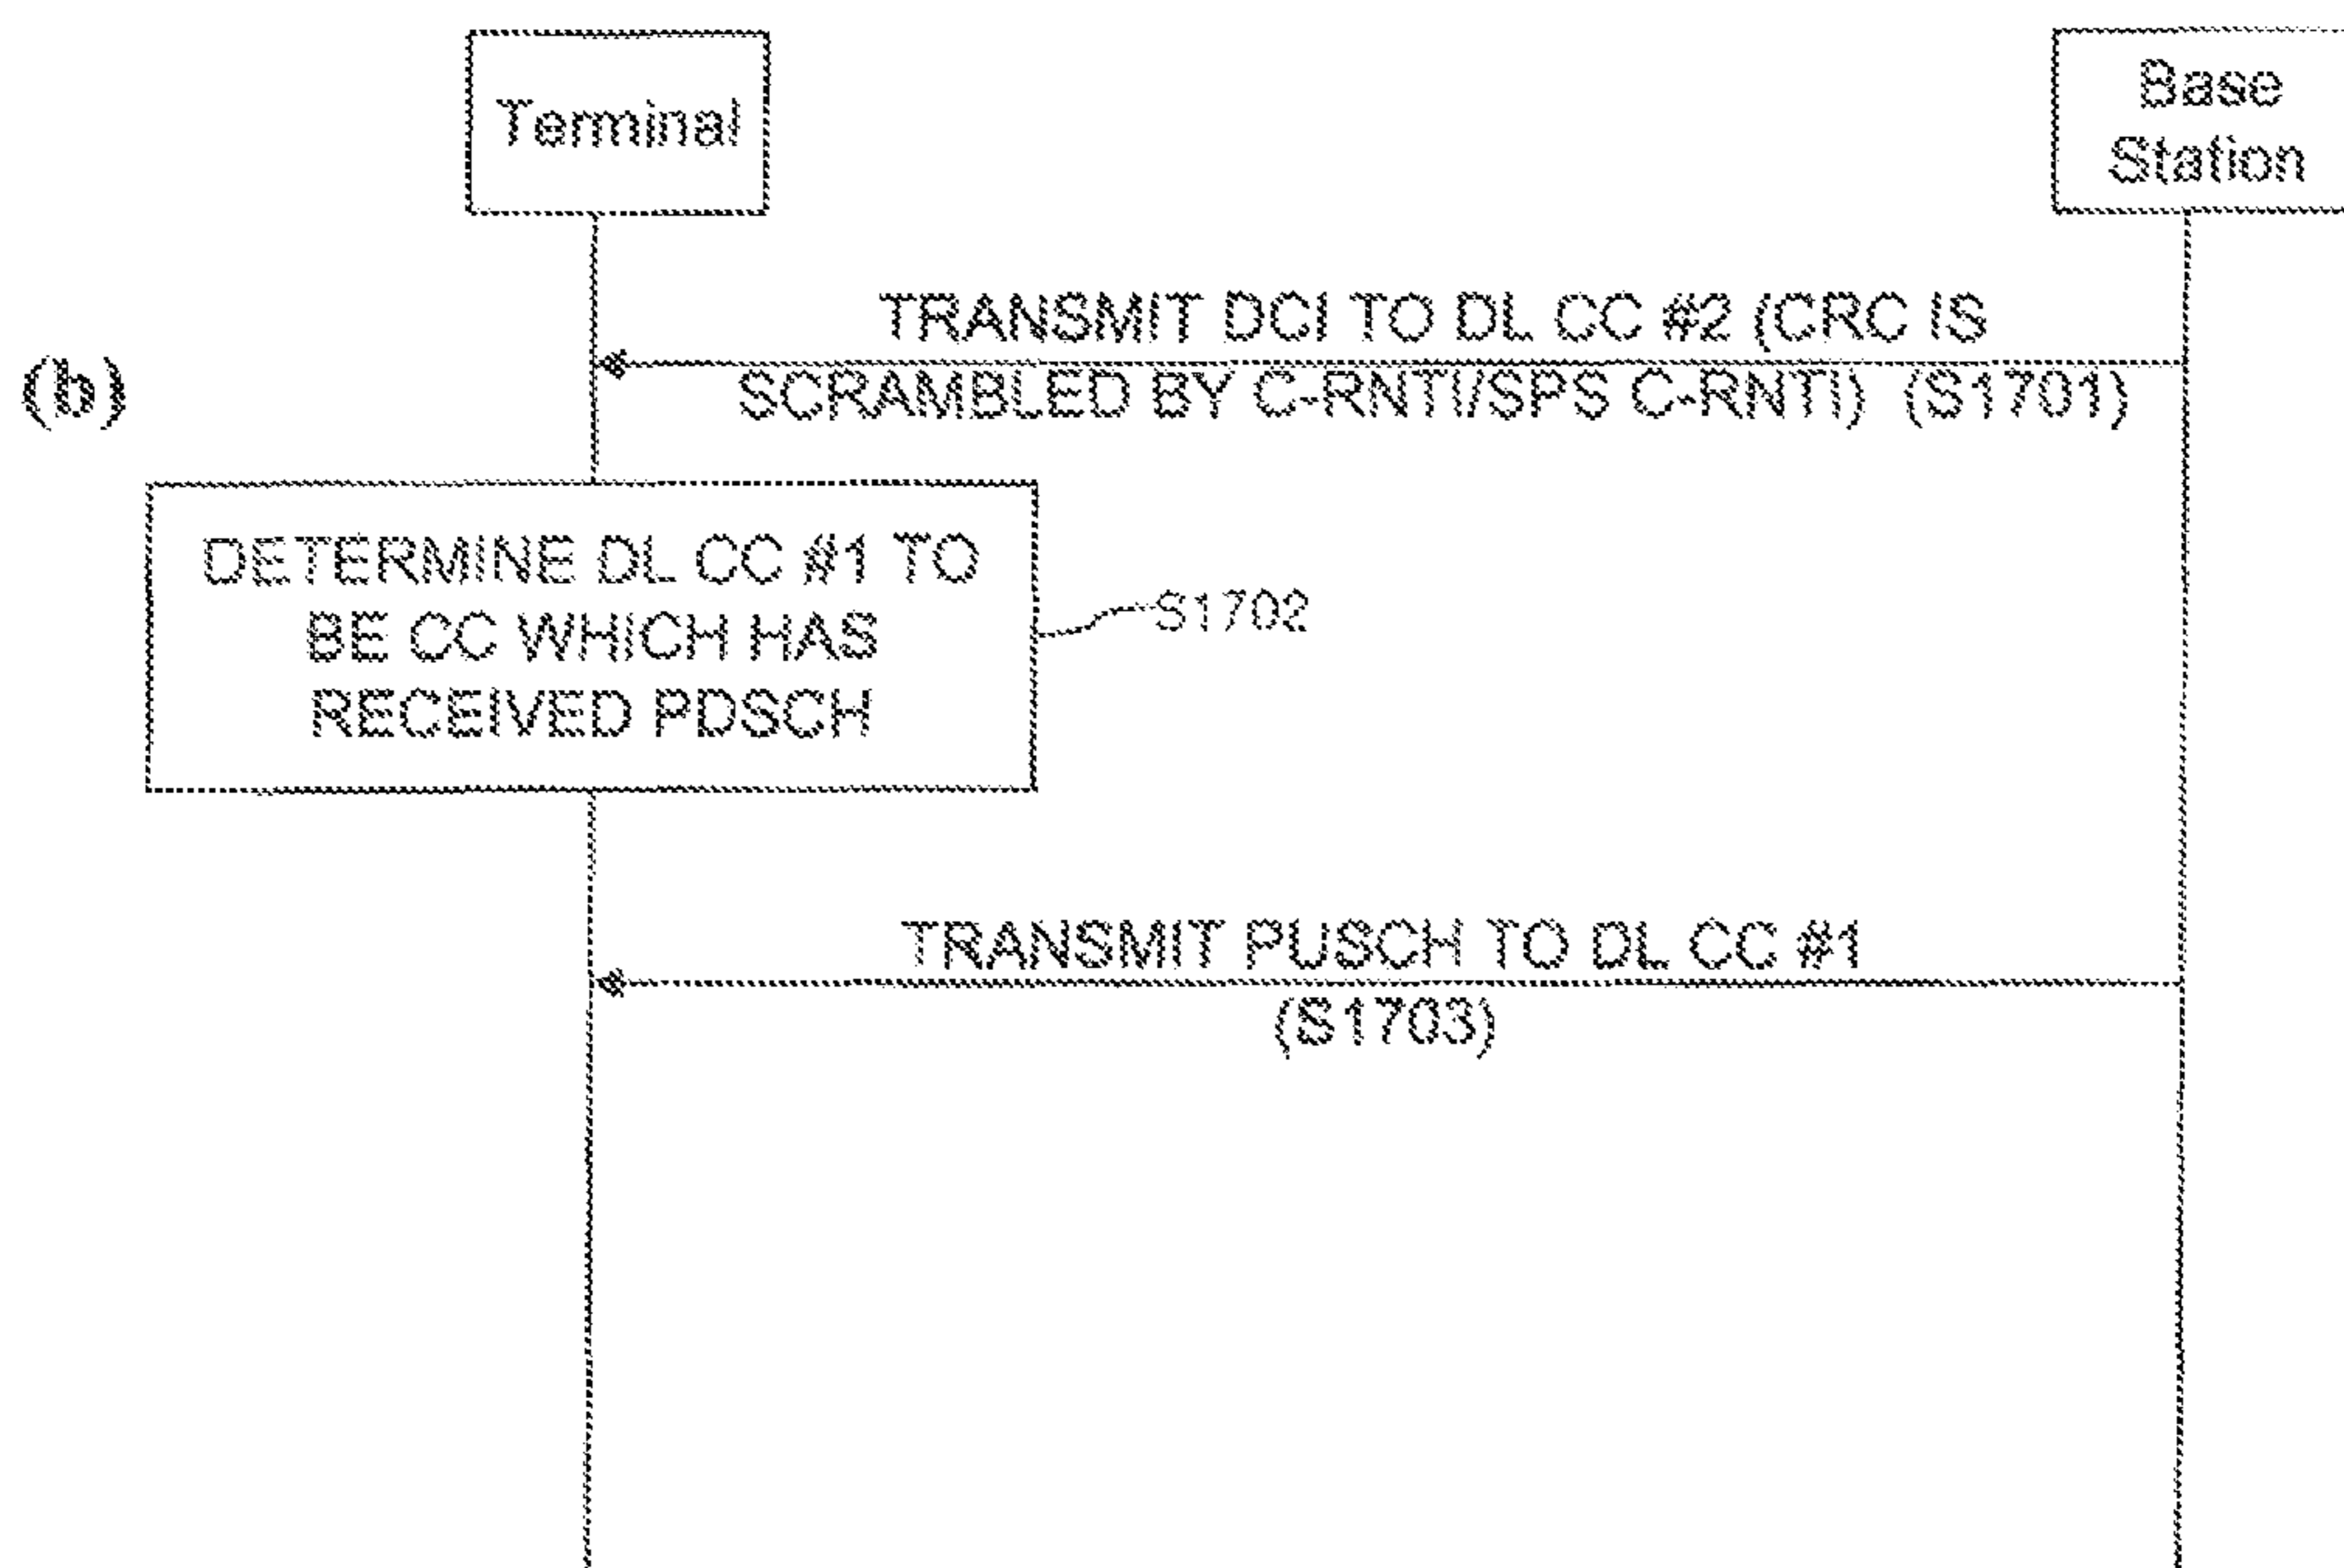 Terminal
Base
Station
(b)
TRANSMIT DCI TO DL CC #2 (CRC IS
SCRAMBLED BY C-RNTI/SPS C-RNTI) (S1701)
DETERMINE DL CC #1 TO
BE CC WHICH HAS
RECEIVED PDSCH
S1702
TRANSMIT PUSCH TO DL CC #1
(S1703)